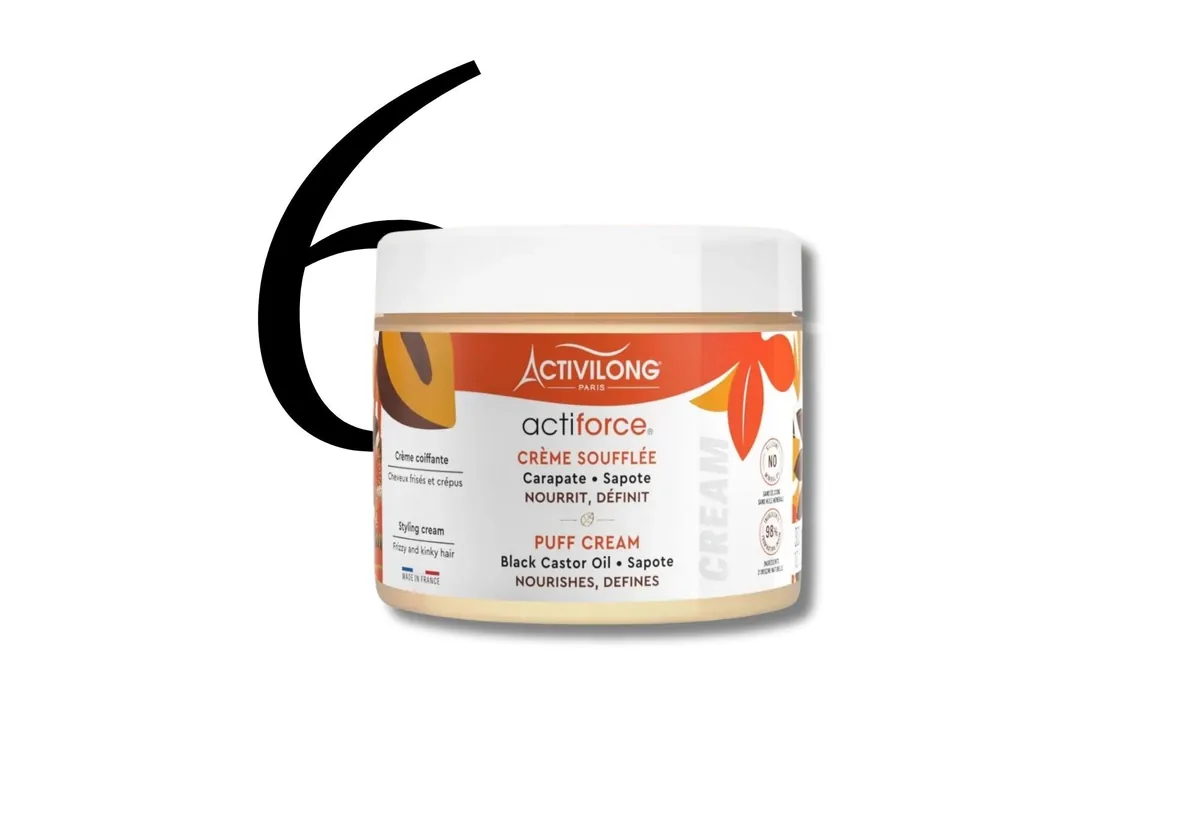 6
ACTIVILONG®
PARIS
actiforce®
CRÈME SOUFFLÉE
Carapate • Sapote
NOURRIT, DÉFINIT
PUFF CREAM
Black Castor Oil • Sapote
NOURISHES, DEFINES
Crème coiffante
Cheveux frisés et crépus
Styling cream
Frizzy and kinky hair
MADE IN FRANCE
CREAM
NO
98%